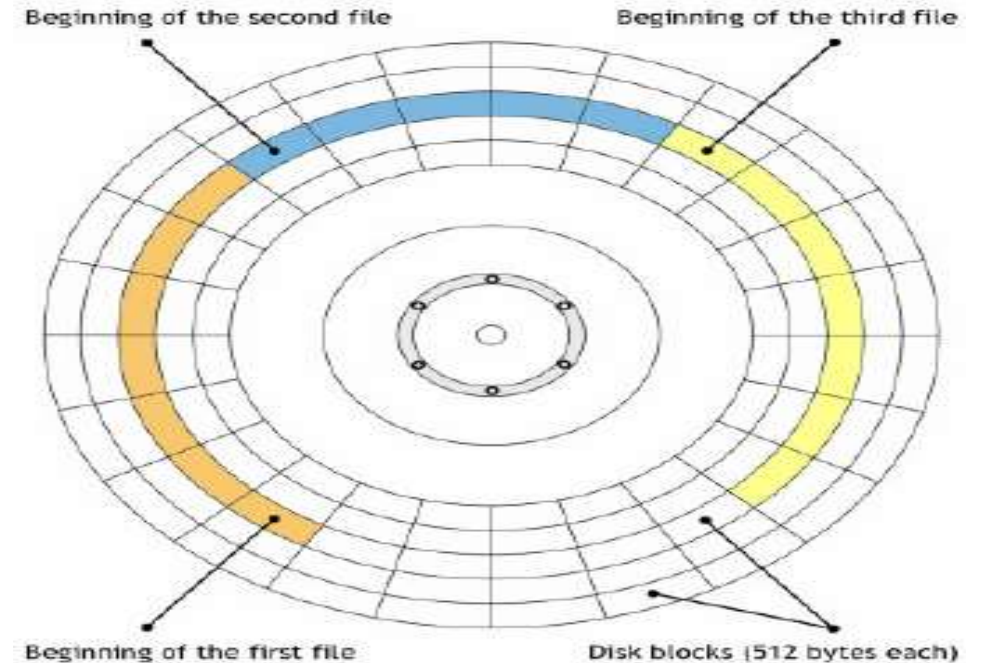 Beginning of the second file
Beginning of the third file
Beginning of the first file
Disk blocks (512 bytes each)